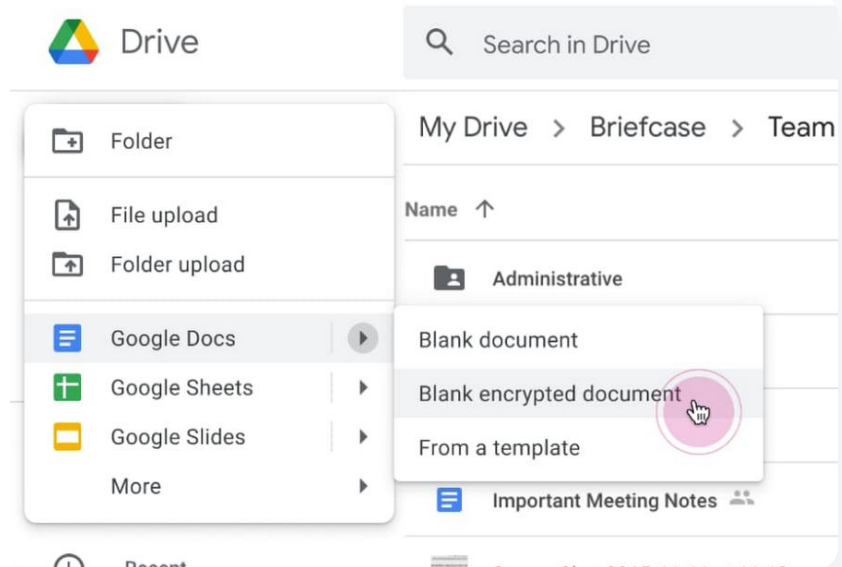 Drive
Search in Drive
Folder
File upload
Folder upload
Google Docs
Google Sheets
Google Slides
More
My Drive > Briefcase > Team
Name ↑
Administrative
Blank document
Blank encrypted document
From a template
Important Meeting Notes
Recent